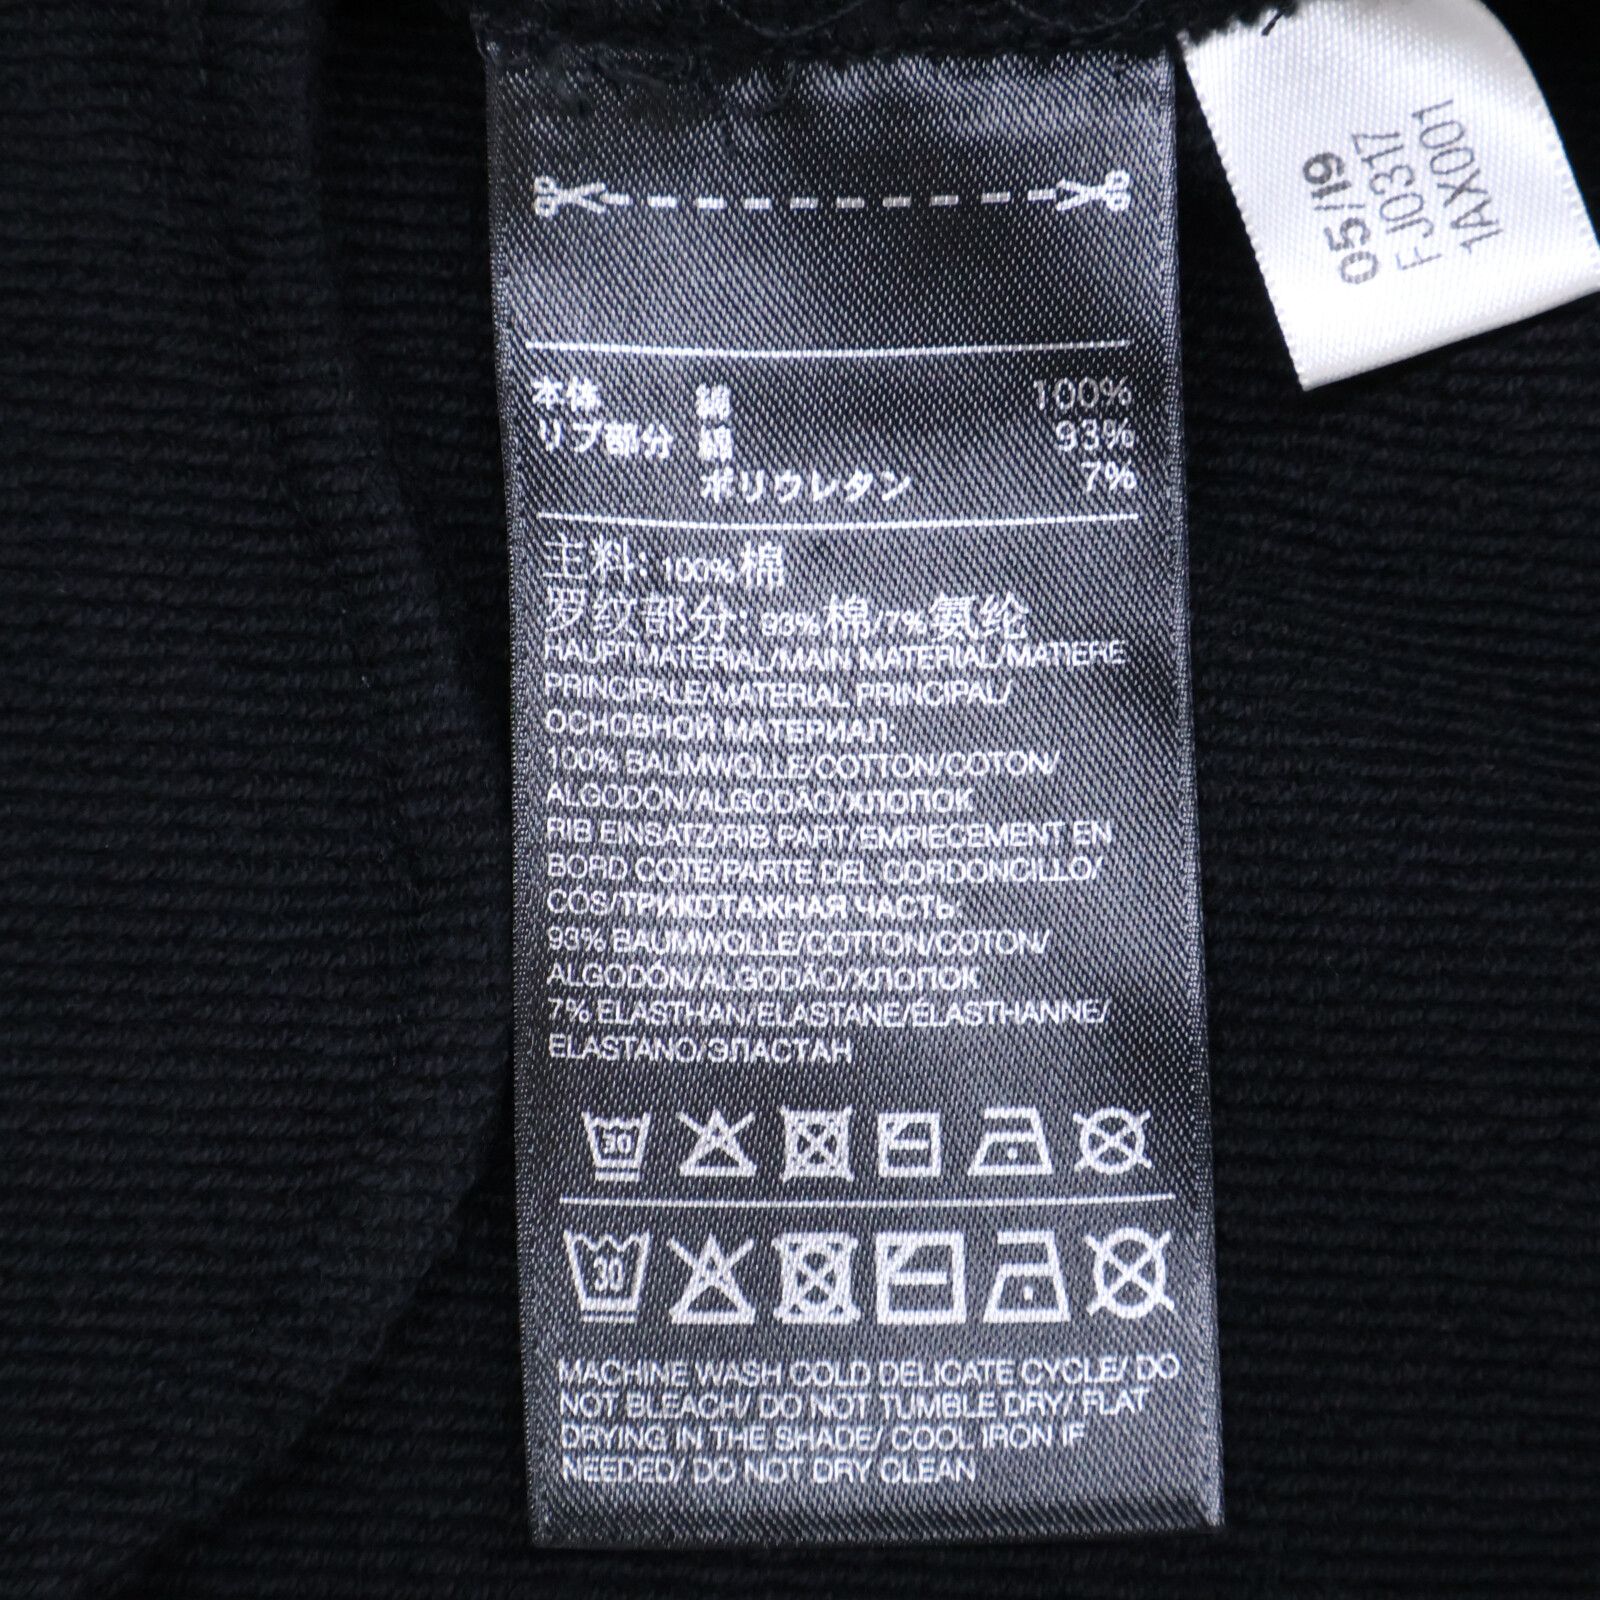 05/19
FJ0317
1AX001
本体 綿 100%
リブ部分 綿 93%
ポリウレタン 7%
主料: 100%棉
罗纹部分: 93%棉/7%氨纶
HAUPTMATERIAL/MAIN MATERIAL/MATIERE
PRINCIPALE/MATERIAL PRINCIPAL/
ОСНОВНОЙ МАТЕРИАЛ:
100% BAUMWOLLE/COTTON/COTON/
ALGODON/ALGODÃO/ХЛОПОК
RIB EINSATZ/RIB PART/EMPIECEMENT EN
BORD COTE/PARTE DEL CORDONCILLO/
CÓS/ТРИКОТАЖНАЯ ЧАСТЬ:
93% BAUMWOLLE/COTTON/COTON/
ALGODÓN/ALGODÃO/ХЛОПОК
7% ELASTHAN/ELASTANE/ÉLASTHANNE/
ELASTANO/ЭЛАСТАН
30
30
MACHINE WASH COLD DELICATE CYCLE/ DO
NOT BLEACH/ DO NOT TUMBLE DRY/ FLAT
DRYING IN THE SHADE/ COOL IRON IF
NEEDED/ DO NOT DRY CLEAN